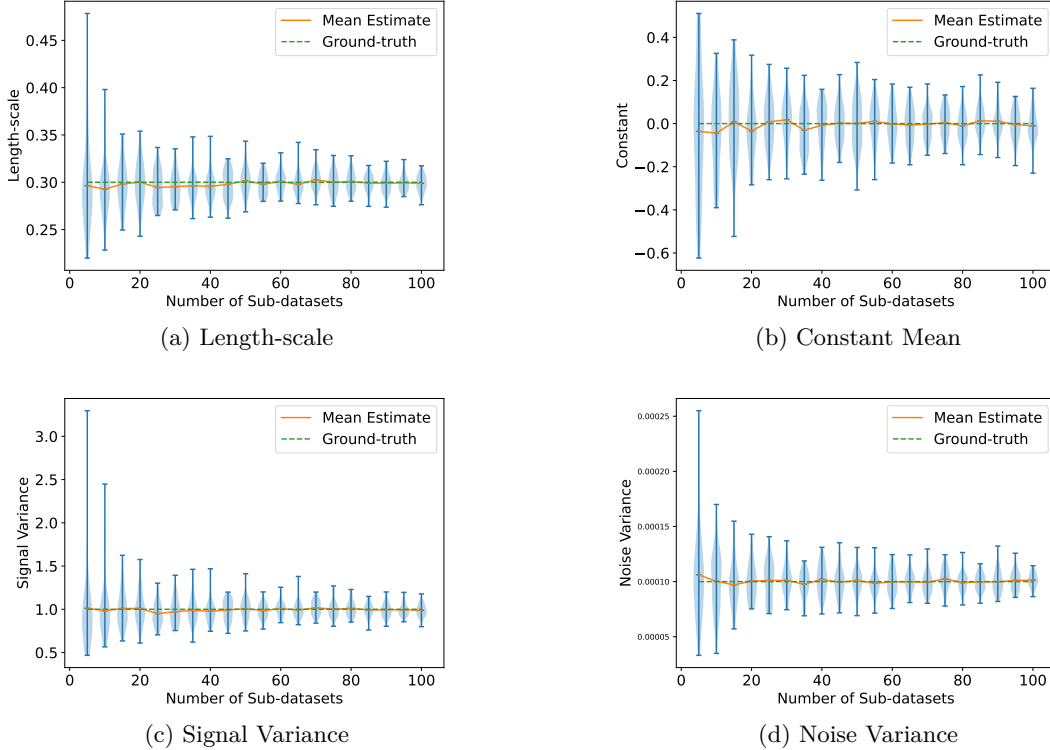 Mean Estimate
Ground-truth
0.45
0.40
0.35
0.30
0.25
Length-scale
0 20 40 60 80 100
Number of Sub-datasets
(a) Length-scale
Mean Estimate
Ground-truth
0.4
0.2
0.0
−0.2
−0.4
−0.6
Constant
0 20 40 60 80 100
Number of Sub-datasets
(b) Constant Mean
Mean Estimate
Ground-truth
3.0
2.5
2.0
1.5
1.0
0.5
Signal Variance
0 20 40 60 80 100
Number of Sub-datasets
(c) Signal Variance
Mean Estimate
Ground-truth
0.00025
0.00020
0.00015
0.00010
0.00005
Noise Variance
0 20 40 60 80 100
Number of Sub-datasets
(d) Noise Variance